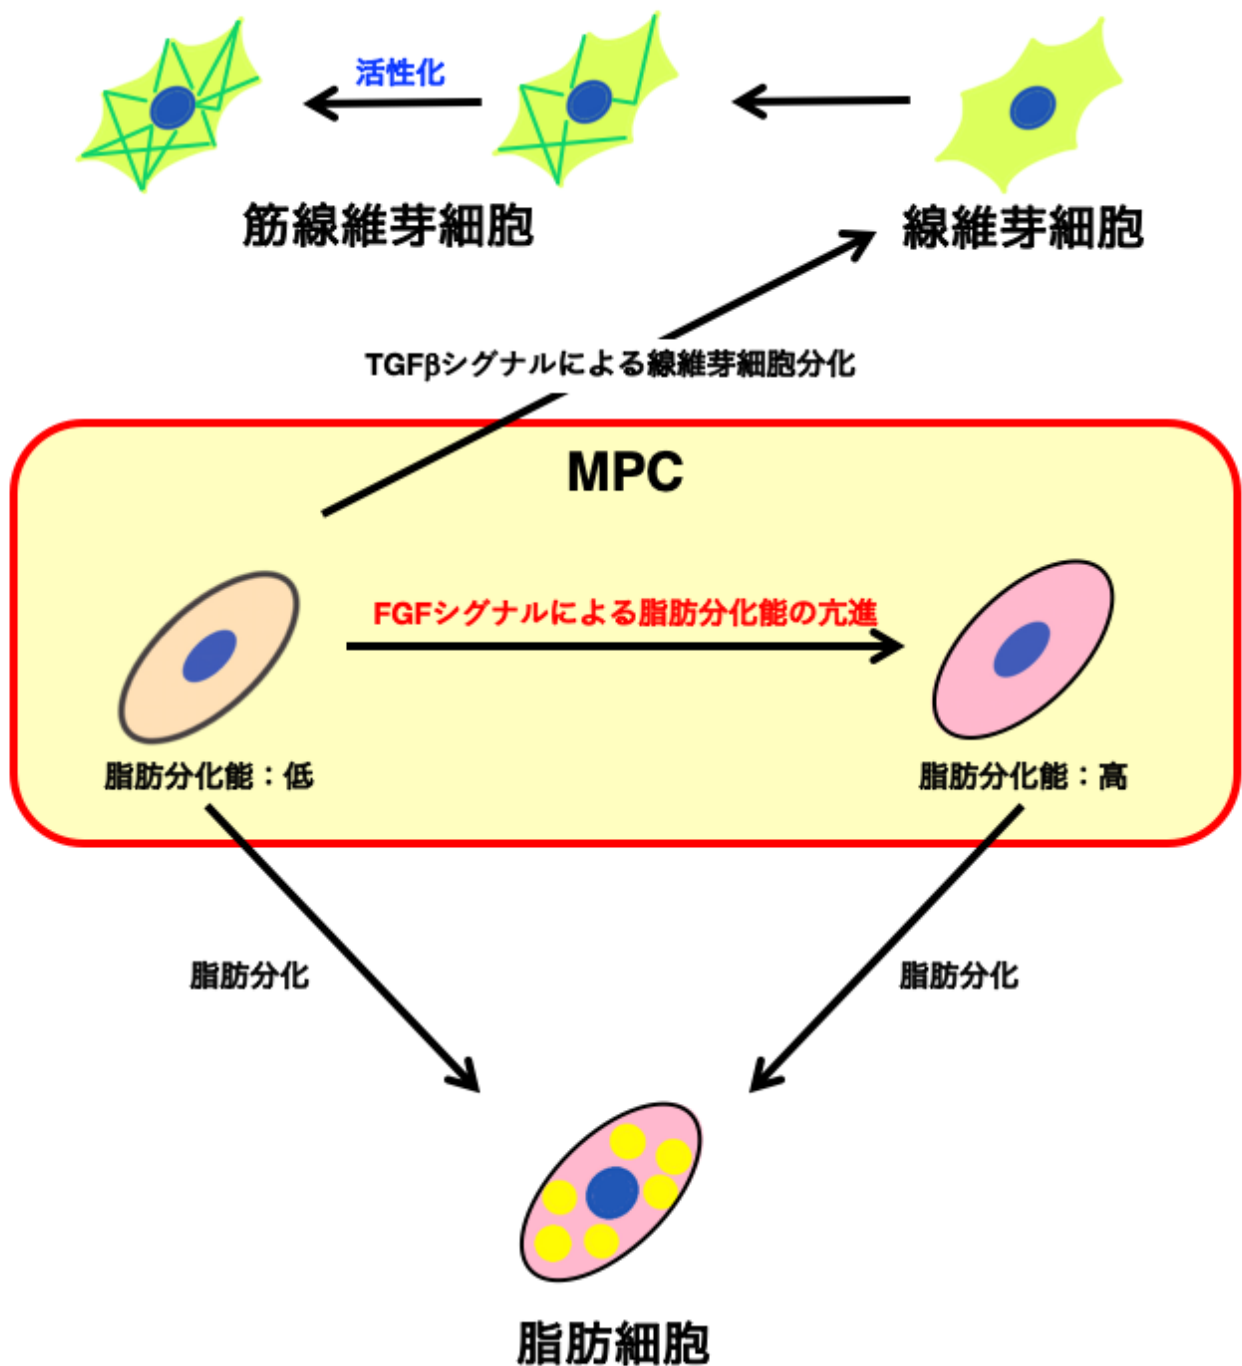 活性化
筋線維芽細胞
線維芽細胞
TGFβシグナルによる線維芽細胞分化
MPC
FGFシグナルによる脂肪分化能の亢進
脂肪分化能：低
脂肪分化能：高
脂肪分化
脂肪分化
脂肪細胞